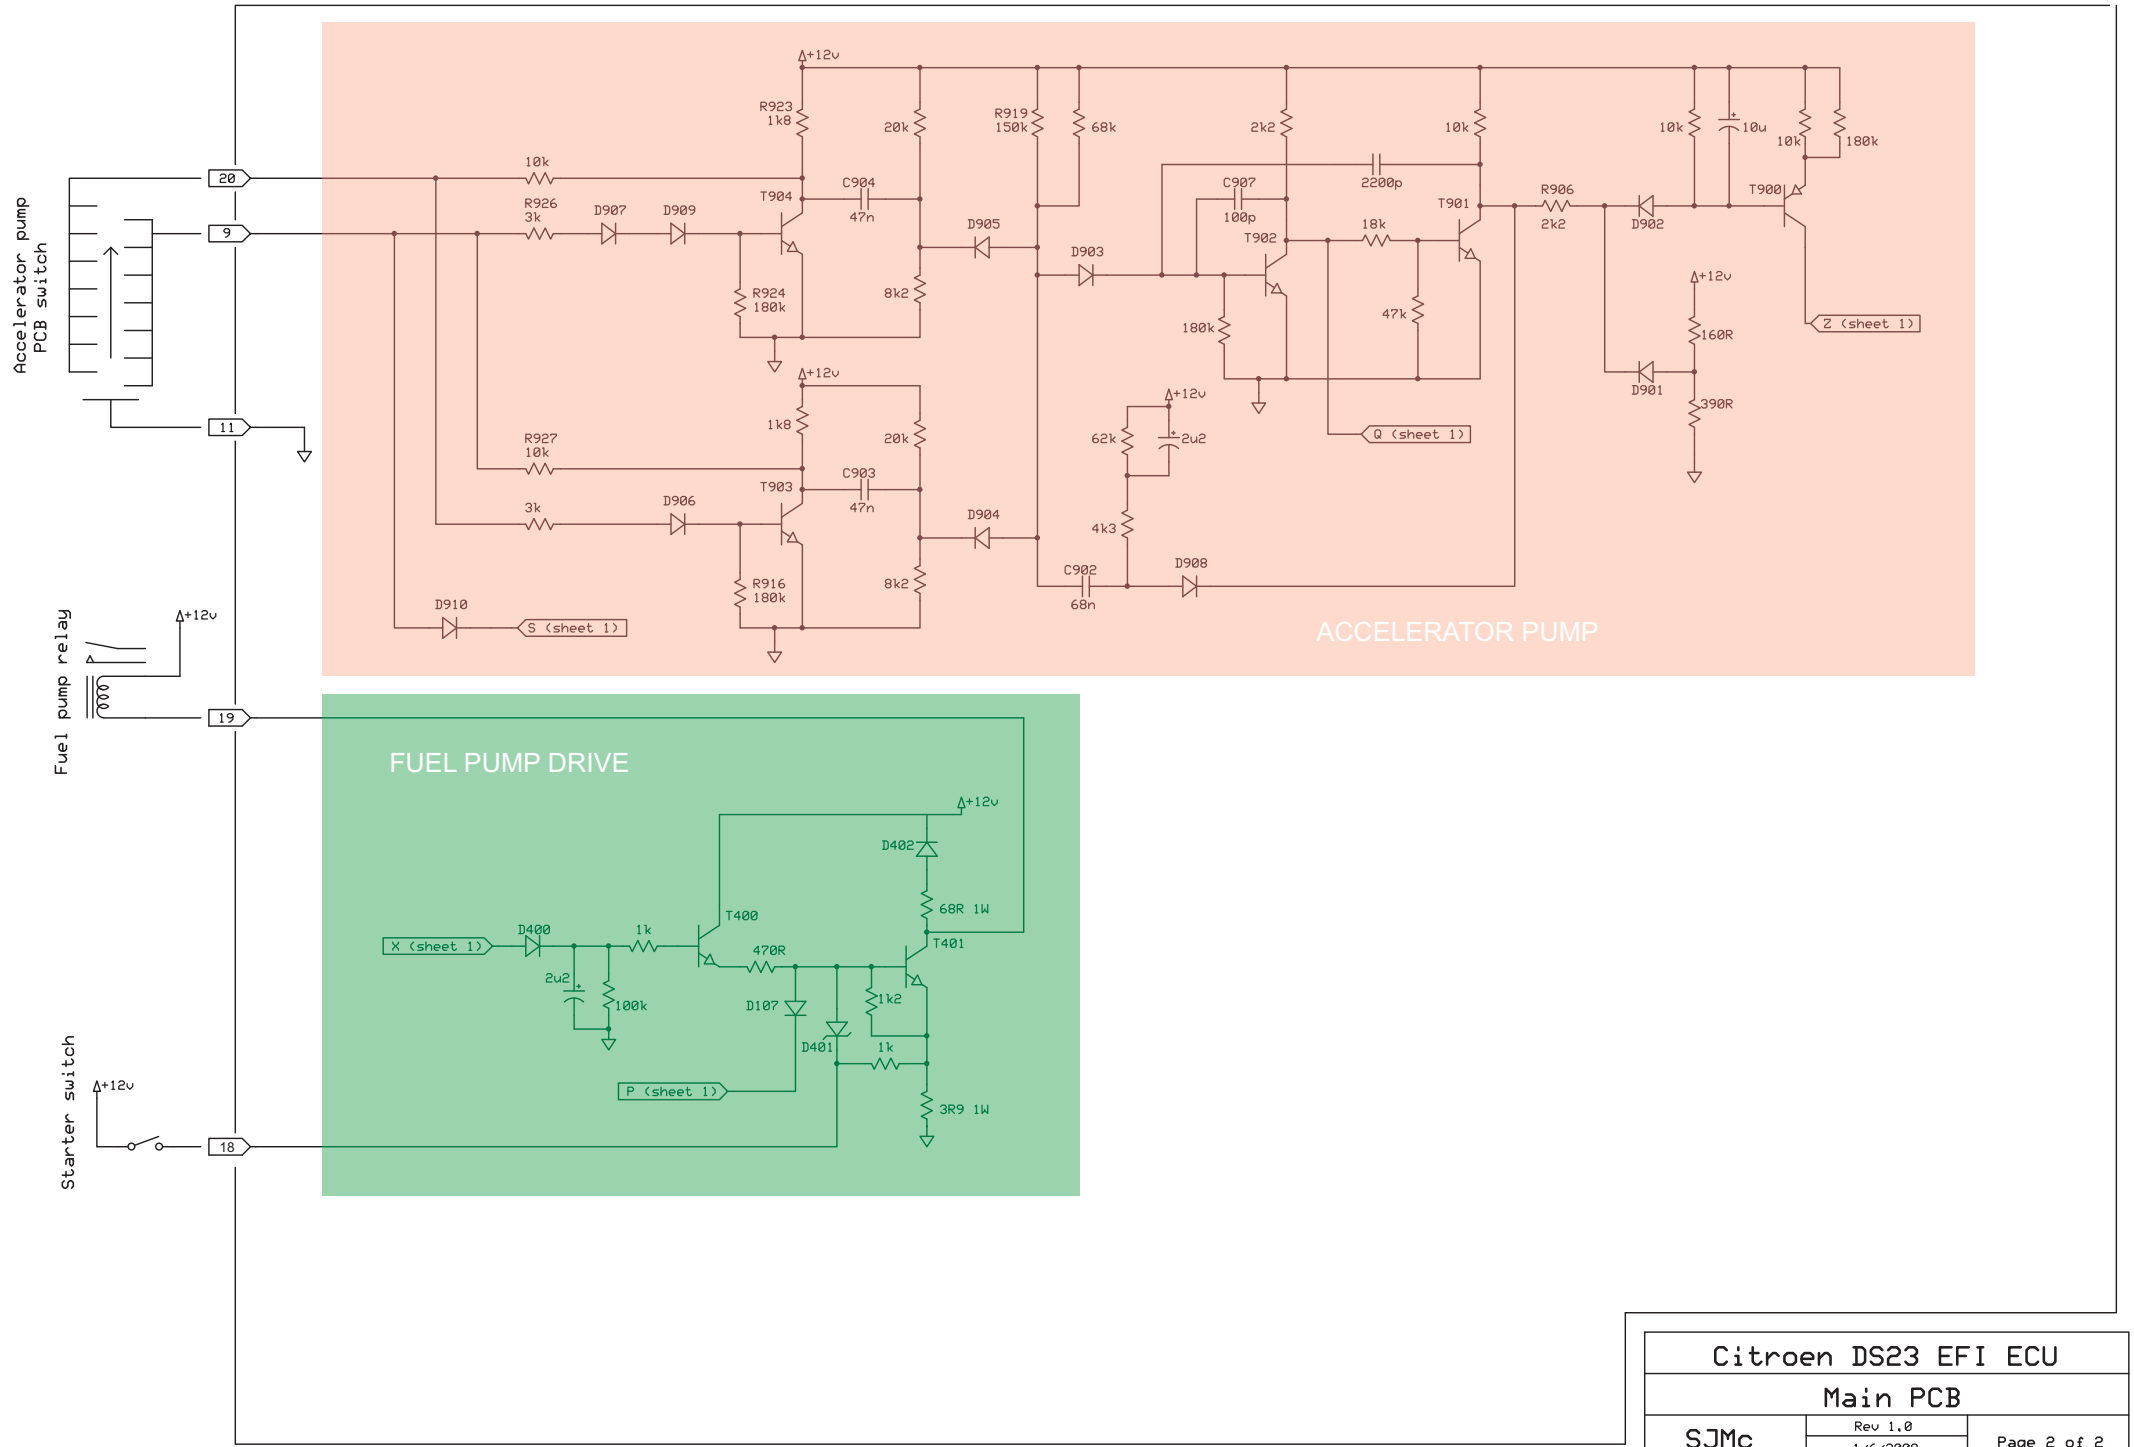 +12v
R923
1k8
20k
R919
150k
68k
2k2
10k
10k
10u
10k
180k
20
10k
T904
C904
47n
C907
100p
2200p
T901
R906
2k2
D902
T900
Accelerator pump
PCB switch
9
R926
3k
D907
D909
D905
D903
T902
18k
R924
180k
8k2
180k
47k
+12v
160R
Z (sheet 1)
D901
390R
11
+12v
1k8
20k
+12v
62k
2u2
Q (sheet 1)
R927
10k
T903
C903
47n
3k
D906
D904
4k3
R916
180k
8k2
C902
68n
D908
D910
S (sheet 1)
ACCELERATOR PUMP
Fuel pump relay
+12v
19
FUEL PUMP DRIVE
+12v
D402
68R 1W
X (sheet 1)
D400
1k
T400
470R
T401
2u2
100k
D107
1k2
D401
1k
P (sheet 1)
3R9 1W
Starter switch
+12v
18
Citroen DS23 EFI ECU
Main PCB
SJMc
Rev 1.0
Page 2 of 2